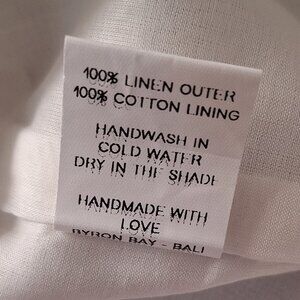 100% LINEN OUTER
100% COTTON LINING
HANDWASH IN
COLD WATER
DRY IN THE SHADE
HANDMADE WITH
LOVE
BYRON BAY - BALI